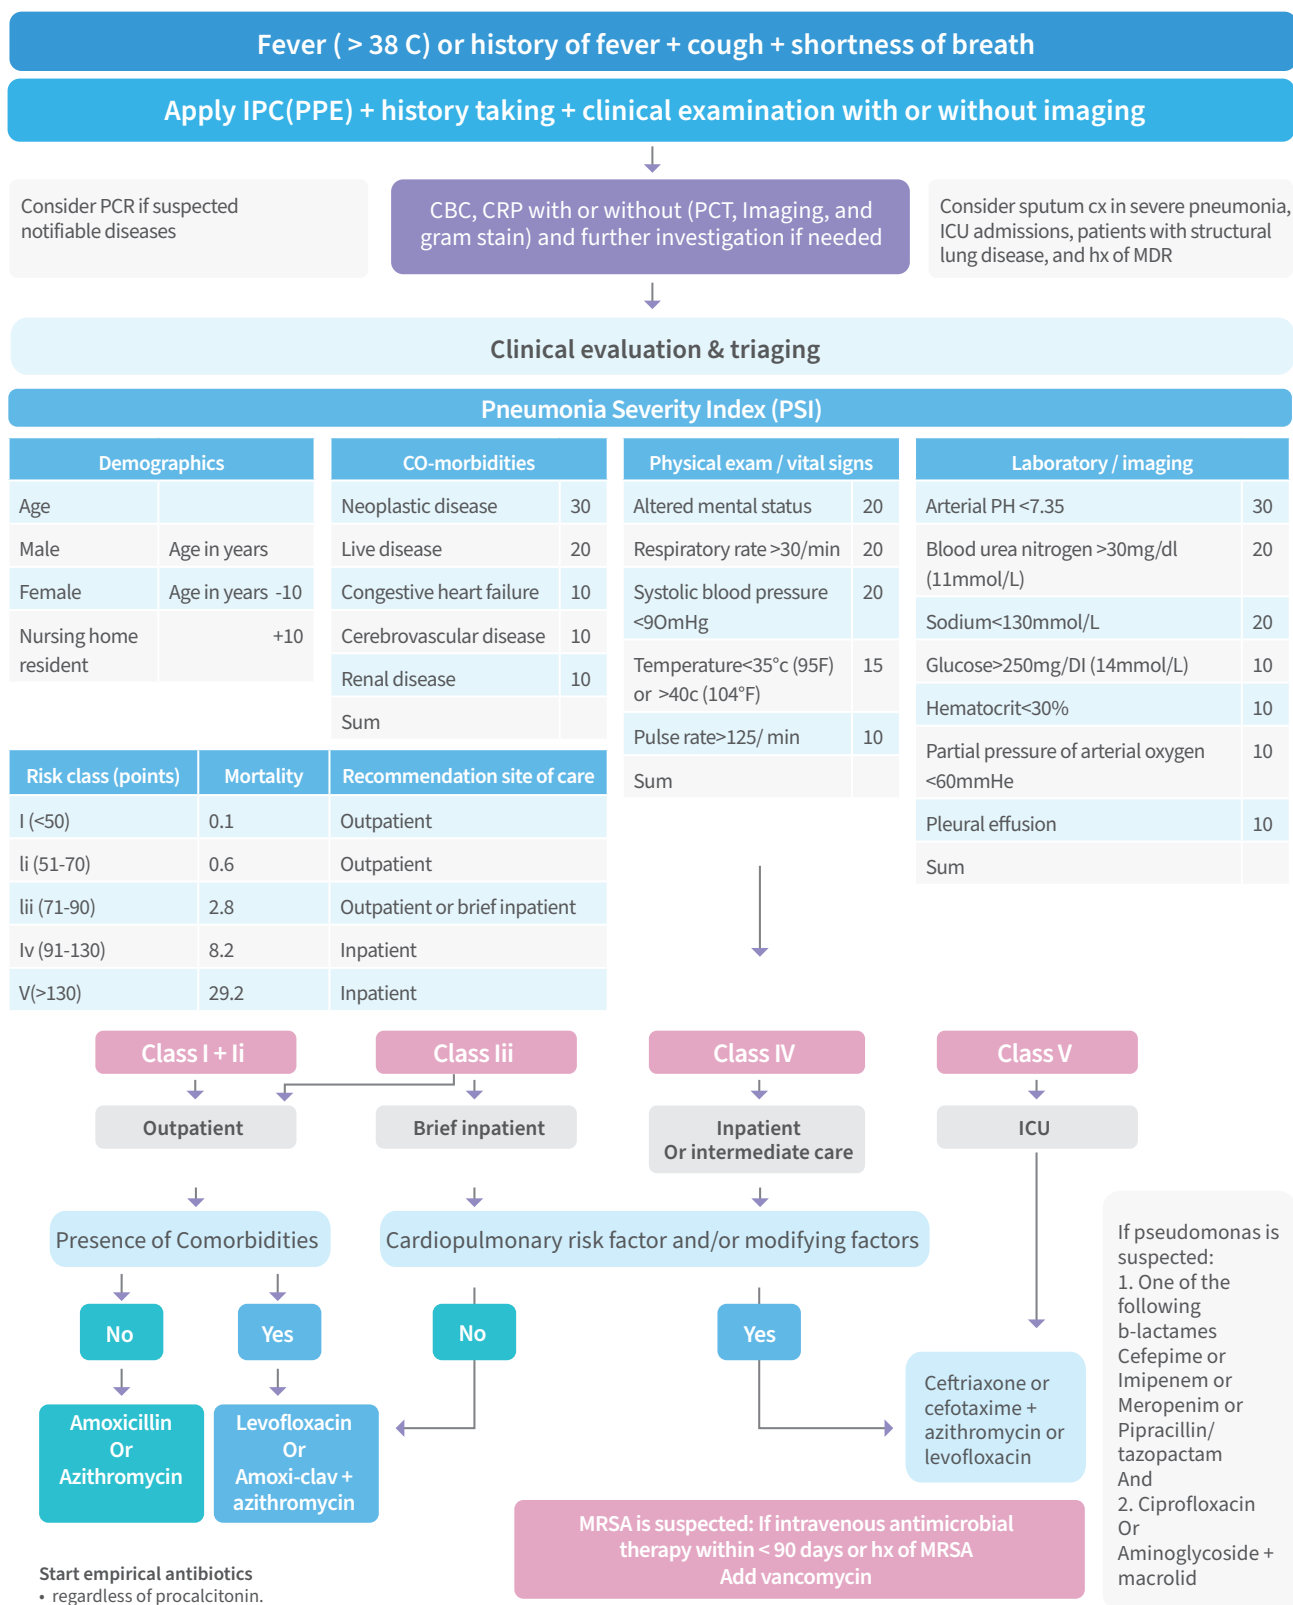 Fever ( > 38 C) or history of fever + cough + shortness of breath
Apply IPC(PPE) + history taking + clinical examination with or without imaging
Consider PCR if suspected
notifiable diseases
CBC, CRP with or without (PCT, Imaging, and
gram stain) and further investigation if needed
Consider sputum cx in severe pneumonia,
ICU admissions, patients with structural
lung disease, and hx of MDR
Clinical evaluation & triaging
Pneumonia Severity Index (PSI)
Demographics
Age
Male Age in years
Female Age in years -10
Nursing home +10
resident
CO-morbidities
Neoplastic disease 30
Live disease 20
Congestive heart failure 10
Cerebrovascular disease 10
Renal disease 10
Sum
Physical exam / vital signs
Altered mental status 20
Respiratory rate >30/min 20
Systolic blood pressure 20
<9OmHg
Temperature<35°c (95F) 15
or >40c (104°F)
Pulse rate>125/ min 10
Sum
Laboratory / imaging
Arterial PH <7.35 30
Blood urea nitrogen >30mg/dl 20
(11mmol/L)
Sodium<130mmol/L 20
Glucose>250mg/DI (14mmol/L) 10
Hematocrit<30% 10
Partial pressure of arterial oxygen 10
<60mmHe
Pleural effusion 10
Sum
Risk class (points) Mortality Recommendation site of care
I (<50) 0.1 Outpatient
Ii (51-70) 0.6 Outpatient
Iii (71-90) 2.8 Outpatient or brief inpatient
Iv (91-130) 8.2 Inpatient
V(>130) 29.2 Inpatient
Class I + Ii
Class Iii
Class IV
Class V
Outpatient
Brief inpatient
Inpatient
Or intermediate care
ICU
Presence of Comorbidities
Cardiopulmonary risk factor and/or modifying factors
No
Yes
No
Yes
Amoxicillin
Or
Azithromycin
Levofloxacin
Or
Amoxi-clav +
azithromycin
Ceftriaxone or
cefotaxime +
azithromycin or
levofloxacin
If pseudomonas is
suspected:
1. One of the
following
b-lactames
Cefepime or
Imipenem or
Meropenim or
Pipracillin/
tazopactam
And
2. Ciprofloxacin
Or
Aminoglycoside +
macrolid
MRSA is suspected: If intravenous antimicrobial
therapy within < 90 days or hx of MRSA
Add vancomycin
Start empirical antibiotics
• regardless of procalcitonin.